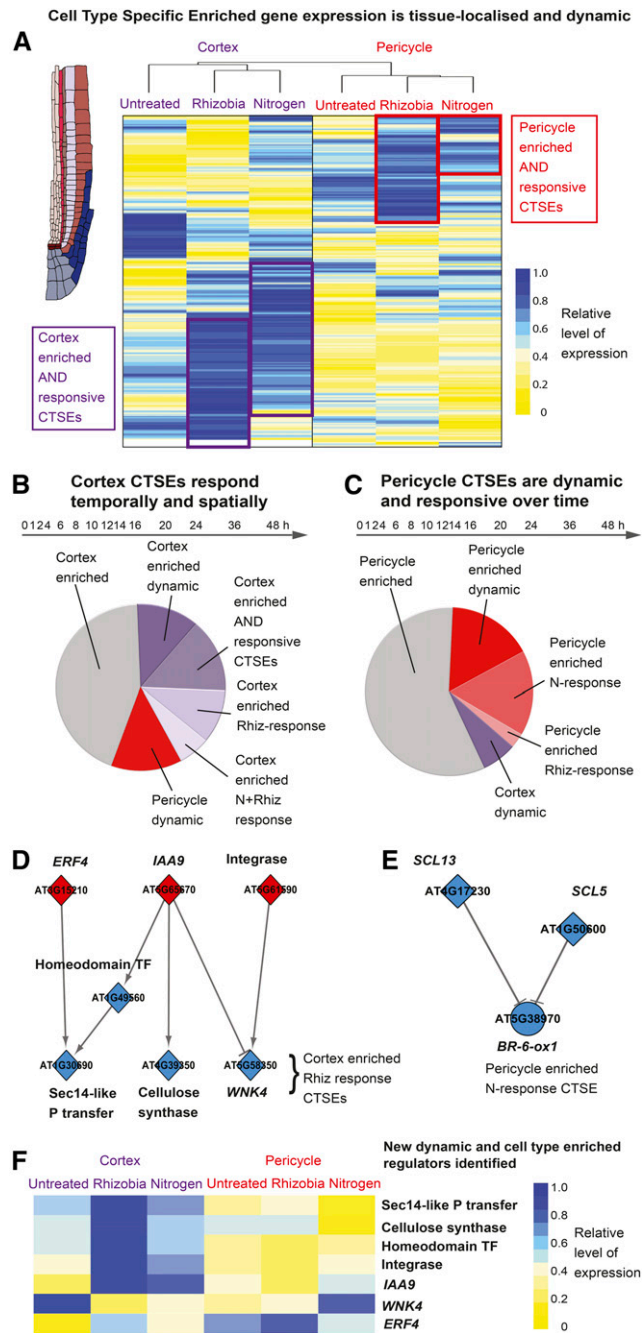 Cell Type Specific Enriched gene expression is tissue-localised and dynamic
A
Cortex
Pericycle
Untreated Rhizobia Nitrogen Untreated Rhizobia Nitrogen
Pericycle
enriched
AND
responsive
CTSEs
1.0
0.8
0.6
0.4
0.2
0
Relative
level of
expression
Cortex
enriched
AND
responsive
CTSEs
B
Cortex CTSEs respond
temporally and spatially
0 1 2 4 6 8 10 12 14 16 20 24 36 48 h
Cortex
enriched
Cortex
enriched
dynamic
Cortex
enriched
AND
responsive
CTSEs
Cortex
enriched
Rhiz-response
Cortex
enriched
N+Rhiz
response
Pericycle
dynamic
C
Pericycle CTSEs are dynamic
and responsive over time
0 1 2 4 6 8 10 12 14 16 20 24 36 48 h
Pericycle
enriched
Pericycle
enriched
dynamic
Pericycle
enriched
N-response
Pericycle
enriched
Rhiz-response
Cortex
dynamic
D
ERF4
IAA9
Integrase
AT3G15210
AT5G65670
AT5G61590
Homeodomain TF
AT1G49560
AT1G30690
AT4G39350
AT5G58350
Sec14-like
P transfer
Cellulose
synthase
WNK4
Cortex enriched
Rhiz response
CTSEs
E
SCL13
AT4G17230
SCL5
AT1G50600
AT5G38970
BR-6-ox1
Pericycle enriched
N-response CTSE
F
New dynamic and cell type enriched
regulators identified
Cortex
Pericycle
Untreated Rhizobia Nitrogen Untreated Rhizobia Nitrogen
Sec14-like P transfer
Cellulose synthase
Homeodomain TF
Integrase
IAA9
WNK4
ERF4
1.0
0.8
0.6
0.4
0.2
0
Relative
level of
expression